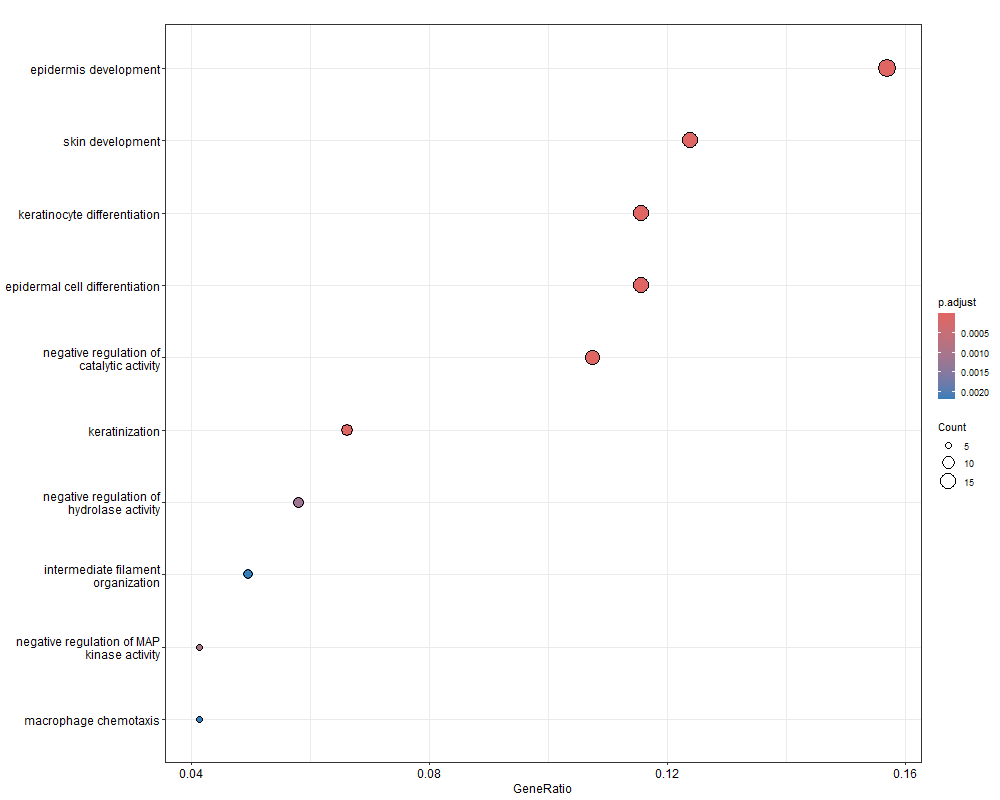 epidermis development
skin development
keratinocyte differentiation
epidermal cell differentiation
negative regulation of
catalytic activity
keratinization
negative regulation of
hydrolase activity
intermediate filament
organization
negative regulation of MAP
kinase activity
macrophage chemotaxis
0.04
0.08
0.12
0.16
GeneRatio
p.adjust
0.0005
0.0010
0.0015
0.0020
Count
5
10
15